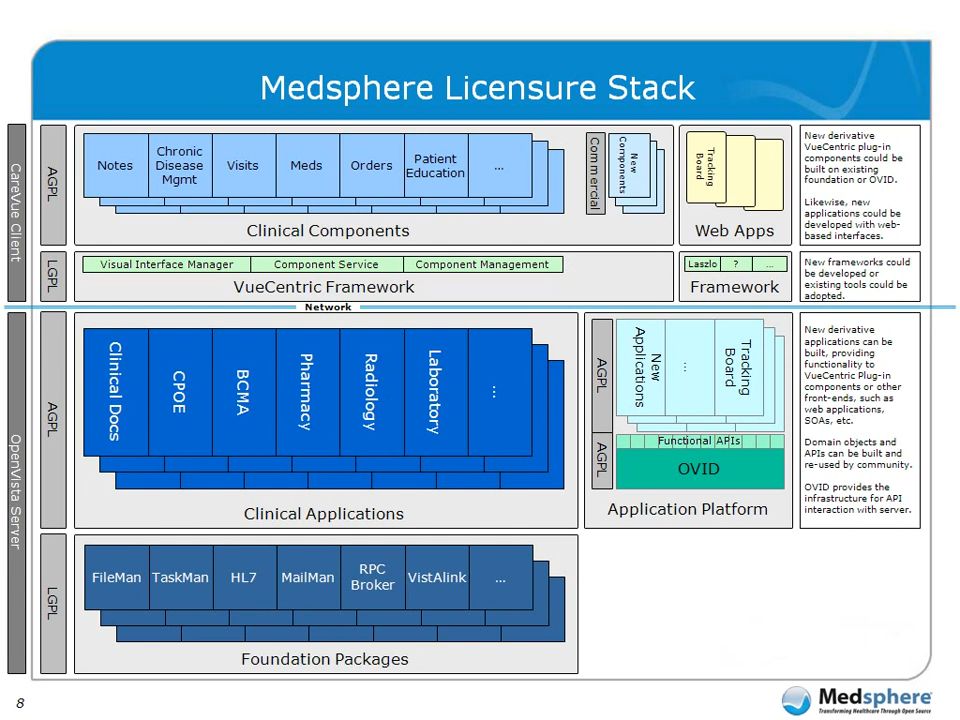 Medsphere Licensure Stack
CareVue Client
AGPL
Notes
Chronic
Disease
Mgmt
Visits
Meds
Orders
Patient
Education
...
Clinical Components
Commercial
New
Components
Tracking
Board
Web Apps
New derivative
VueCentric plug-in
components could be
built on existing
foundation or OVID.
Likewise, new
applications could be
developed with web-
based interfaces.
LGPL
Visual Interface Manager
Component Service
Component Management
VueCentric Framework
Laszlo
?
...
Framework
New frameworks could
be developed or
existing tools could be
adopted.
Network
OpenVista Server
AGPL
Clinical Docs
CPOE
BCMA
Pharmacy
Radiology
Laboratory
...
Clinical Applications
AGPL
New
Applications
...
Tracking
Board
AGPL
Functional APIs
OVID
Application Platform
New derivative
applications can be
built, providing
functionality to
VueCentric Plug-in
components or other
front-ends, such as
web applications,
SOAs, etc.
Domain objects and
APIs can be built and
re-used by community.
OVID provides the
infrastructure for API
interaction with server.
LGPL
FileMan
TaskMan
HL7
MailMan
RPC
Broker
VistAlink
...
Foundation Packages
8
Medsphere
Transforming Healthcare Through Open Source